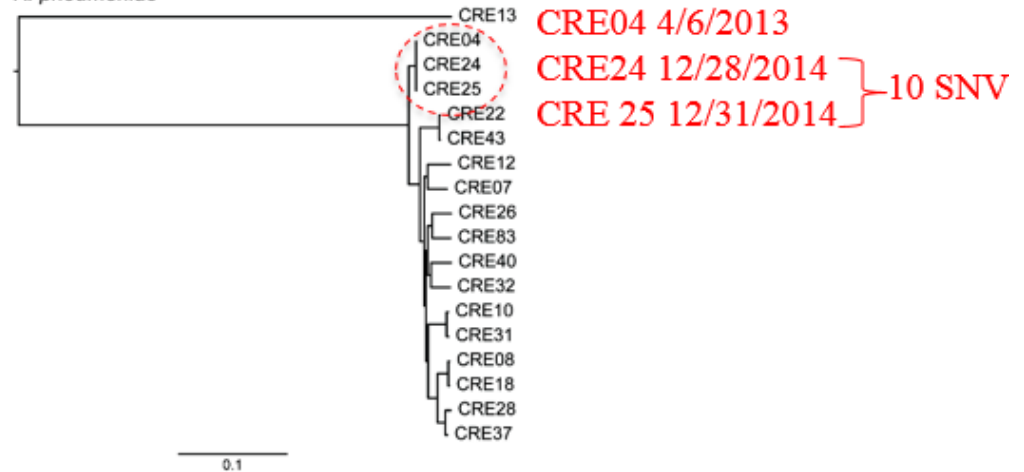 CRE13
CRE04
CRE24
CRE25
CRE22
CRE43
CRE12
CRE07
CRE26
CRE83
CRE40
CRE32
CRE10
CRE31
CRE08
CRE18
CRE28
CRE37
0.1
CRE04 4/6/2013
CRE24 12/28/2014
CRE 25 12/31/2014
10 SNV